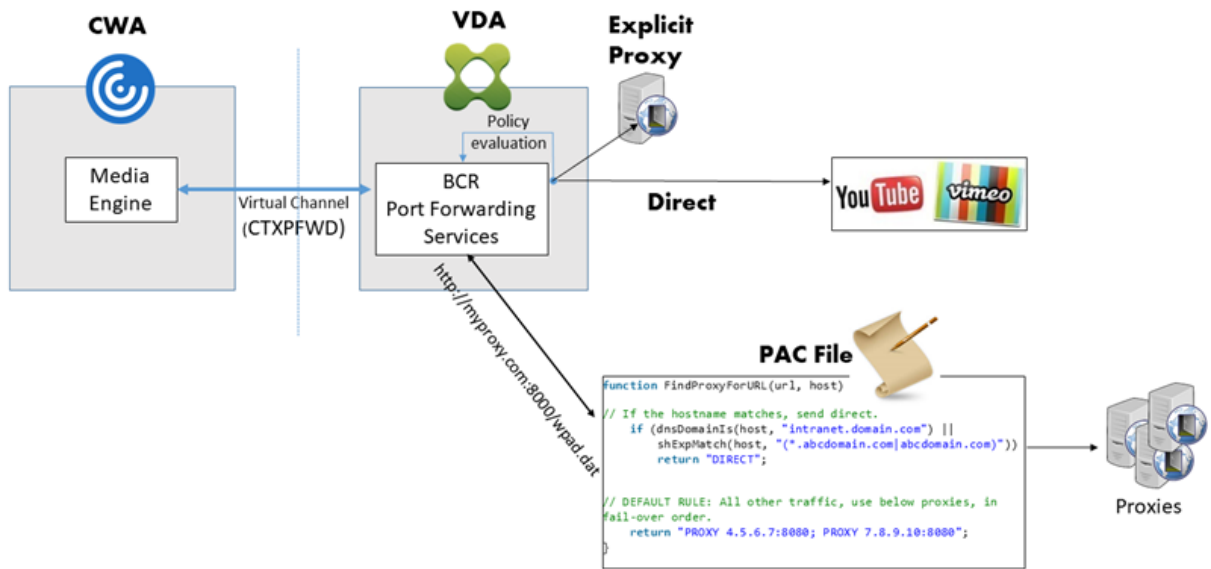 CWA
VDA
Explicit
Proxy
Policy
evaluation
Media
Engine
Virtual Channel
(CTXPFWD)
BCR
Port Forwarding
Services
Direct
YouTube
vimeo
http://myproxy.com:8000/wpad.dat
PAC File
function FindProxyForURL(url, host)
// If the hostname matches, send direct.
if (dnsDomainIs(host, "intranet.domain.com") ||
shExpMatch(host, "(*.abcdomain.com|abcdomain.com)"))
return "DIRECT";
// DEFAULT RULE: All other traffic, use below proxies, in
fail-over order.
return "PROXY 4.5.6.7:8080; PROXY 7.8.9.10:8080";
}
Proxies